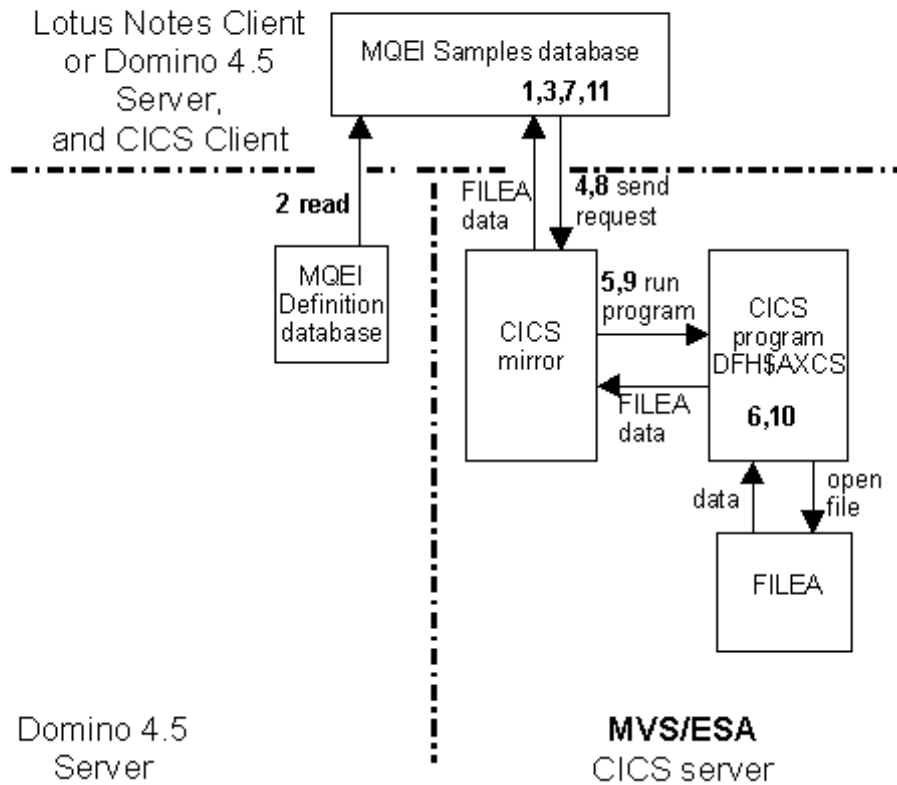 Lotus Notes Client
or Domino 4.5
Server,
and CICS Client
MQEI Samples database
1,3,7,11
2 read
FILEA
data
4,8 send
request
MQEI
Definition
database
CICS
mirror
5,9 run
program
FILEA
data
CICS
program
DFH$AXCS
6,10
data
open
file
FILEA
Domino 4.5
Server
MVS/ESA
CICS server